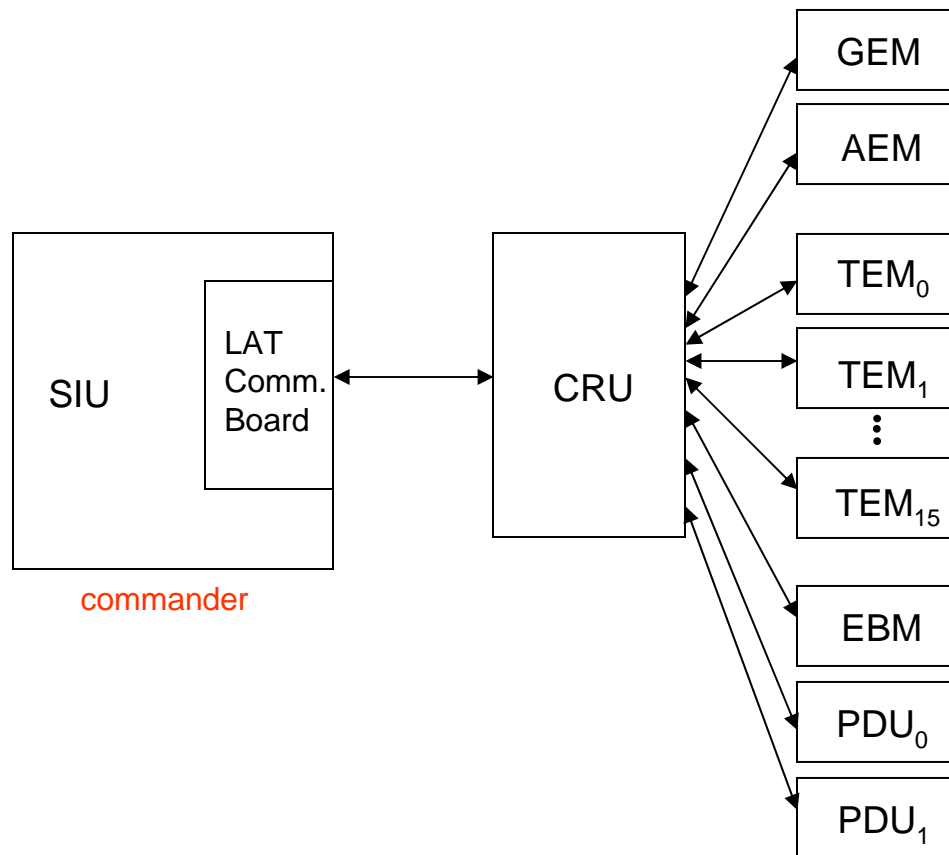 GEM
AEM
TEM₀
TEM₁
TEM₁₅
EBM
PDU₀
PDU₁
SIU
LAT
Comm.
Board
CRU
commander